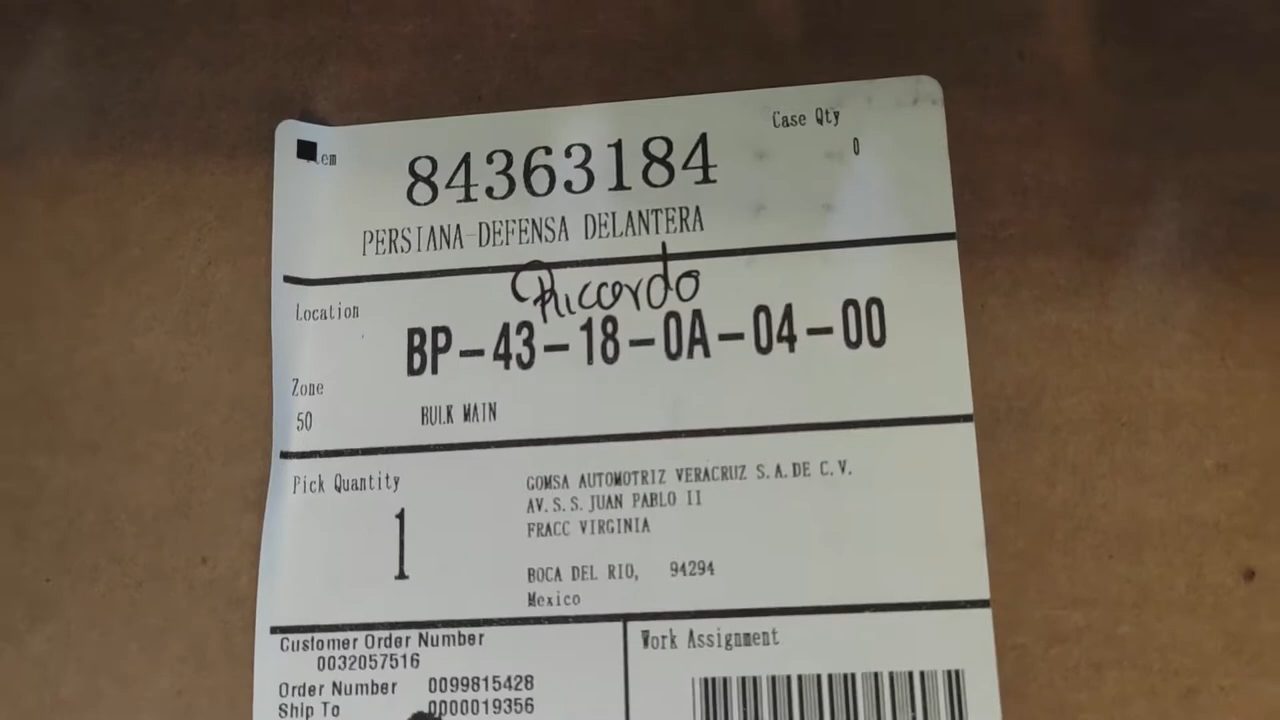 Case Qty
84363184
0
PERSIANA-DEFENSA DELANTERA
Riccordo
Location
BP-43-18-0A-04-00
Zone
50 BULK MAIN
Pick Quantity
1
GOMSA AUTOMOTRIZ VERACRUZ S.A.DE C.V.
AV.S.S.JUAN PABLO II
FRACC VIRGINIA
BOCA DEL RIO, 94294
Mexico
Customer Order Number
0032057516
Order Number 0099815428
Ship To 0000019356
Work Assignment